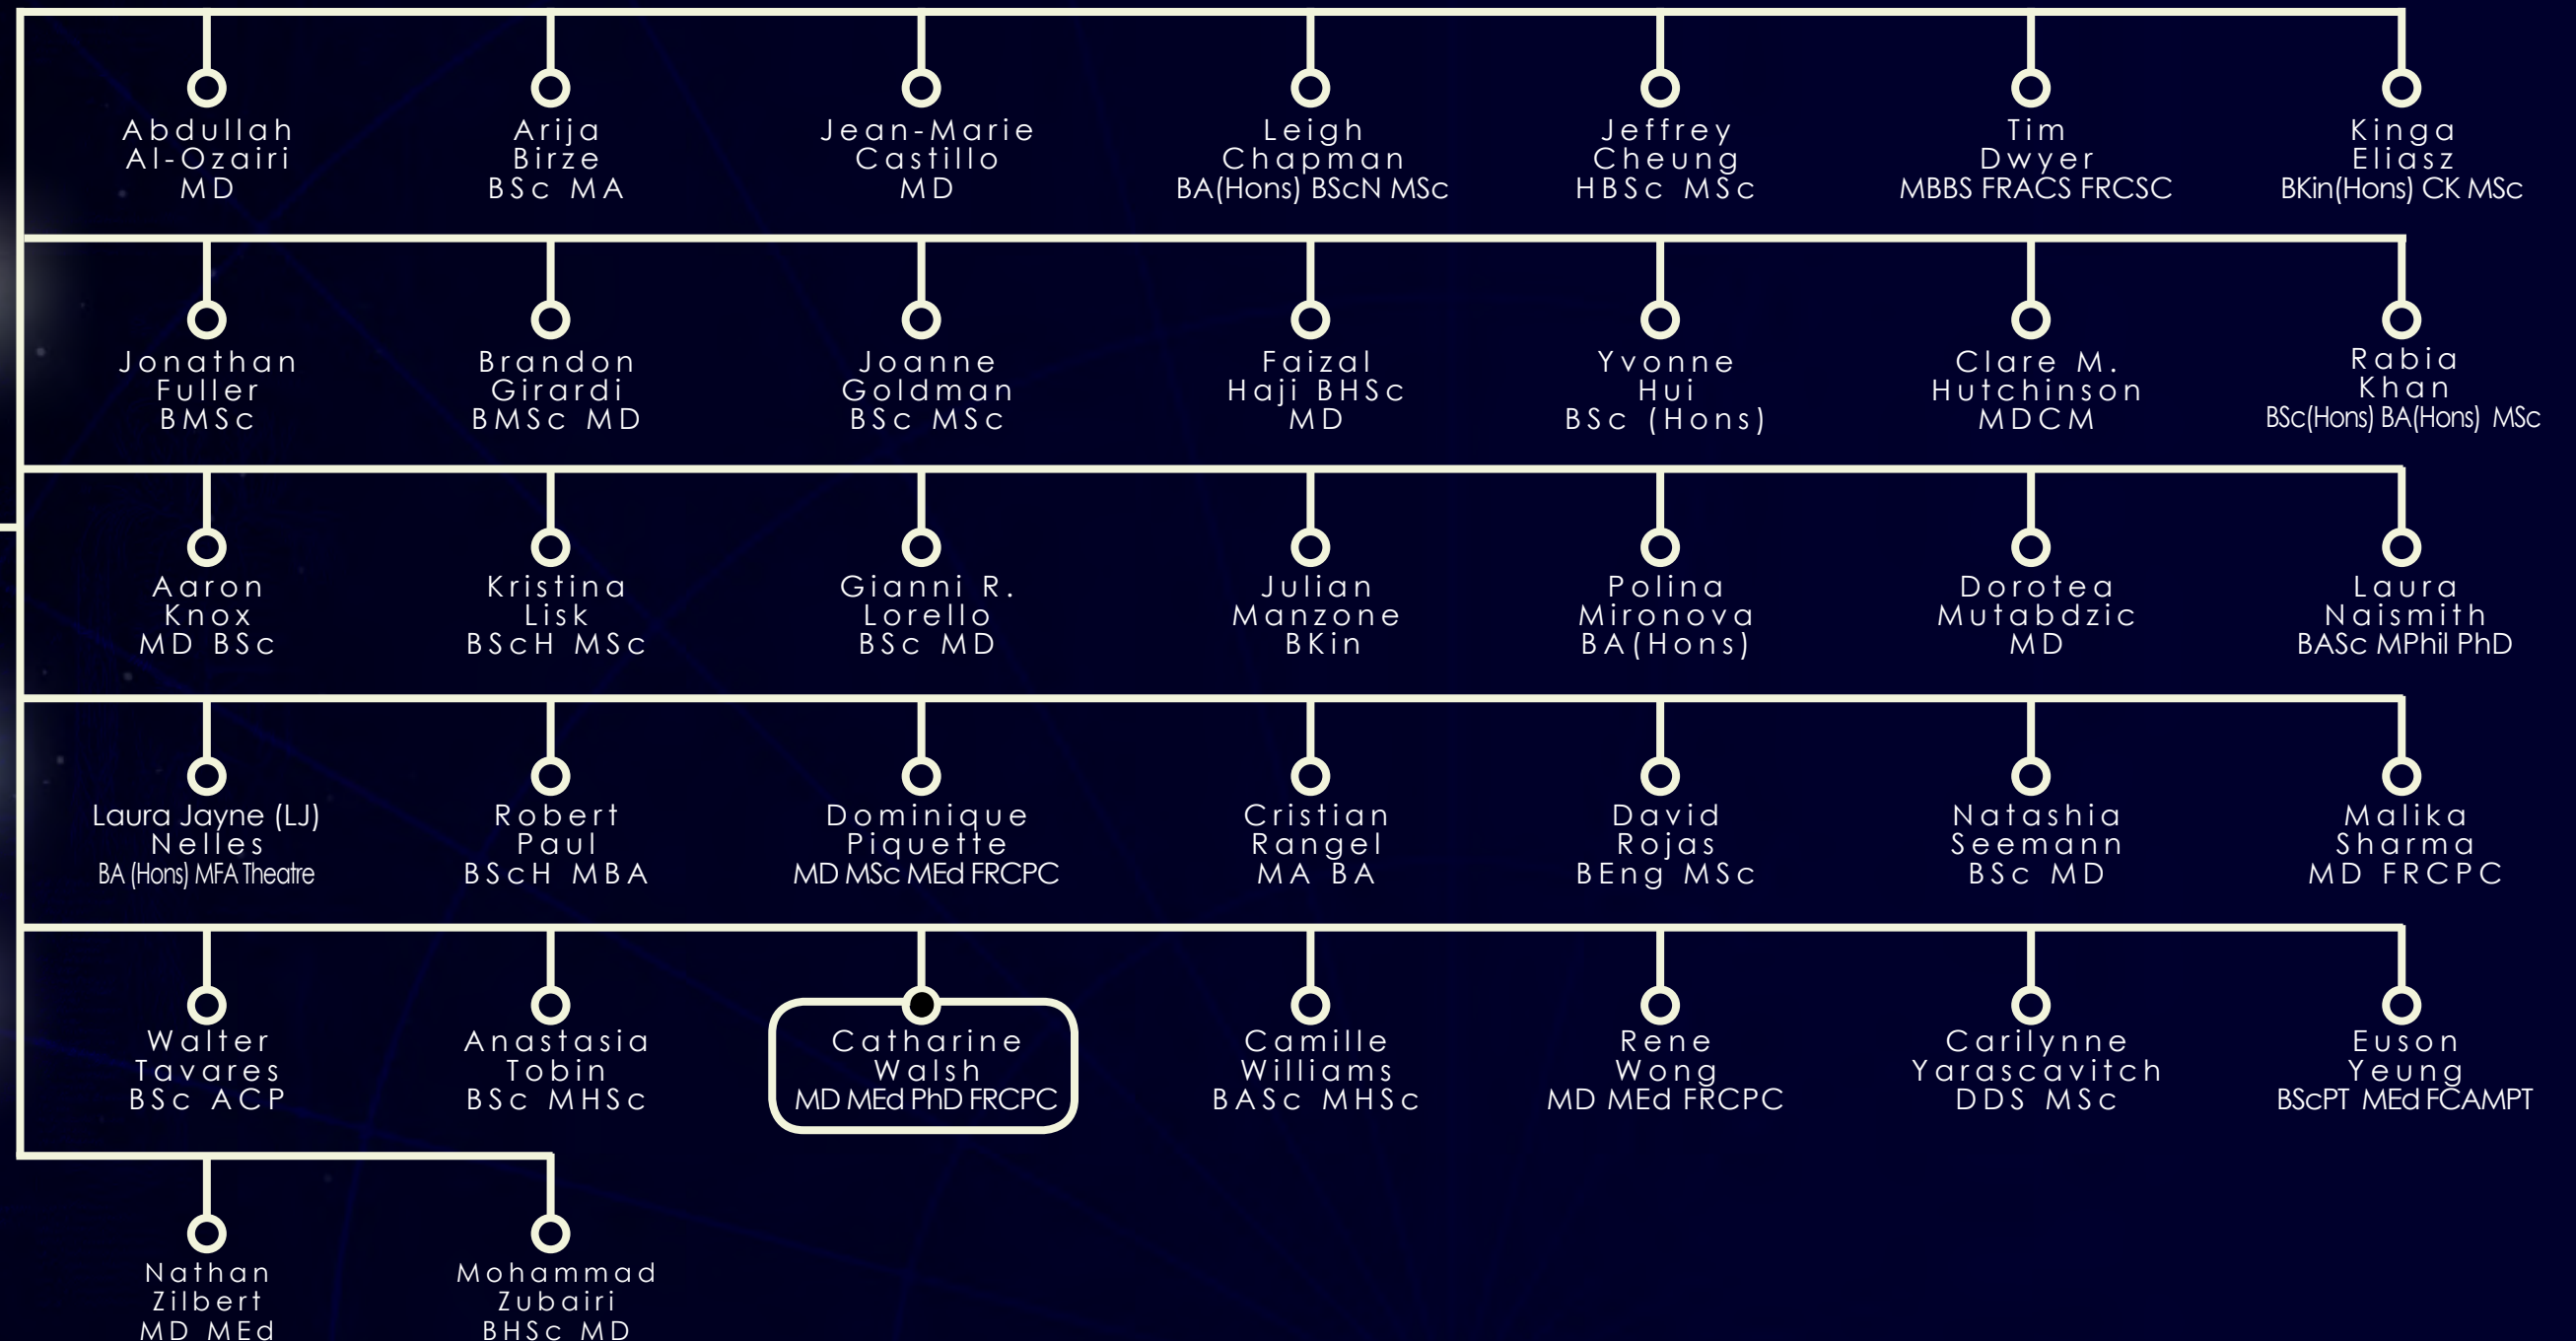 Abdullah
Al-Ozairi
MD
Arija
Birze
BSc MA
Jean-Marie
Castillo
MD
Leigh
Chapman
BA(Hons) BScN MSc
Jeffrey
Cheung
HBSc MSc
Tim
Dwyer
MBBS FRACS FRCSC
Kinga
Eliasz
BKin(Hons) CK MSc
Jonathan
Fuller
BMSc
Brandon
Girardi
BMSc MD
Joanne
Goldman
BSc MSc
Faizal
Haji BHSc
MD
Yvonne
Hui
BSc (Hons)
Clare M.
Hutchinson
MDCM
Rabia
Khan
BSc(Hons) BA(Hons) MSc
Aaron
Knox
MD BSc
Kristina
Lisk
BScH MSc
Gianni R.
Lorello
BSc MD
Julian
Manzone
BKin
Polina
Mironova
BA(Hons)
Dorotea
Mutabdzic
MD
Laura
Naismith
BASc MPhil PhD
Laura Jayne (LJ)
Nelles
BA (Hons) MFA Theatre
Robert
Paul
BScH MBA
Dominique
Piquette
MD MSc MEd FRCPC
Cristian
Rangel
MA BA
David
Rojas
BEng MSc
Natashia
Seemann
BSc MD
Malika
Sharma
MD FRCPC
Walter
Tavares
BSc ACP
Anastasia
Tobin
BSc MHSc
Catharine
Walsh
MD MEd PhD FRCPC
Camille
Williams
BASc MHSc
Rene
Wong
MD MEd FRCPC
Carilynne
Yarascavitch
DDS MSc
Euson
Yeung
BScPT MEd FCAMPT
Nathan
Zilbert
MD MEd
Mohammad
Zubairi
BHSc MD